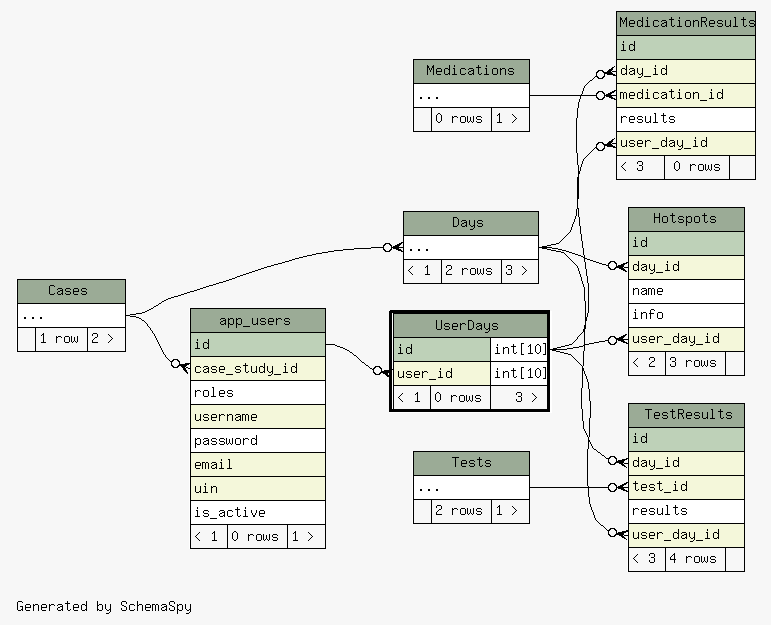 MedicationResults
id
day_id
medication_id
results
user_day_id
< 3 0 rows
Medications
...
0 rows 1 >
Hotspots
id
day_id
name
info
user_day_id
< 2 3 rows
Days
...
< 1 2 rows 3 >
Cases
...
1 row 2 >
app_users
id
case_study_id
roles
username
password
email
uin
is_active
< 1 0 rows 1 >
UserDays
id int[10]
user_id int[10]
< 1 0 rows 3 >
Tests
...
2 rows 1 >
TestResults
id
day_id
test_id
results
user_day_id
< 3 4 rows
Generated by SchemaSpy